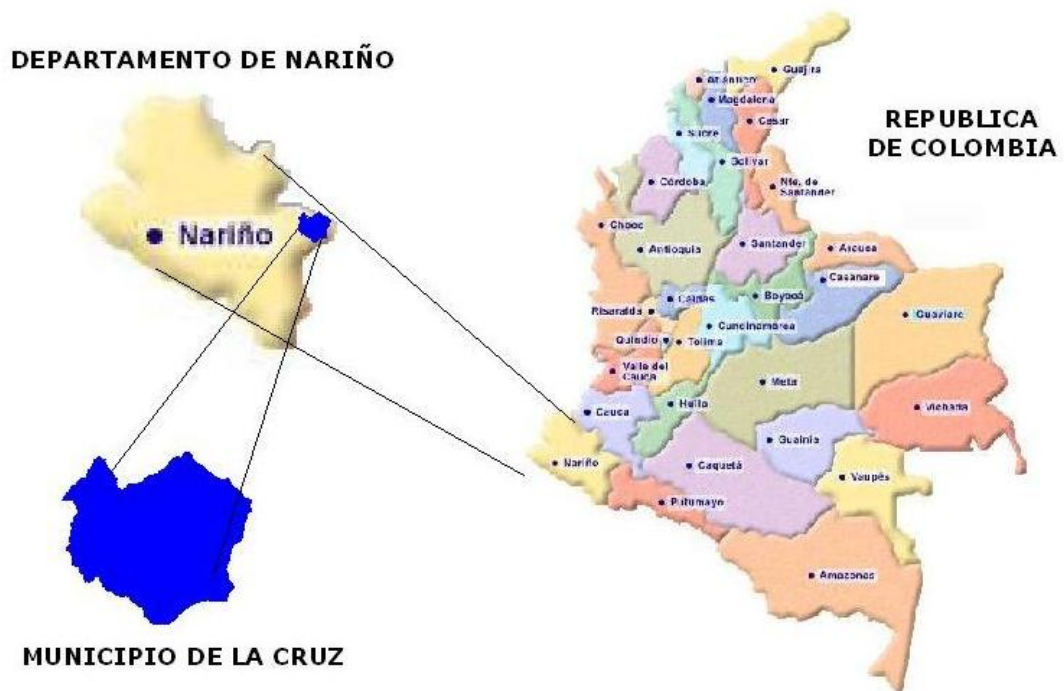 DEPARTAMENTO DE NARIÑO
Nariño
MUNICIPIO DE LA CRUZ
REPUBLICA
DE COLOMBIA
Guajira
Atlántico
Magdalena
Cesar
Sucre
Bolívar
Córdoba
Nte. de
Santander
Choco
Antioquia
Santander
Arauca
Casanare
Caldas
Boyacá
Risaralda
Cundinamarca
Guaviare
Quindío
Tolima
Valle del
Cauca
Meta
Vichada
Cauca
Huila
Guainía
Nariño
Caquetá
Vaupés
Putumayo
Amazonas